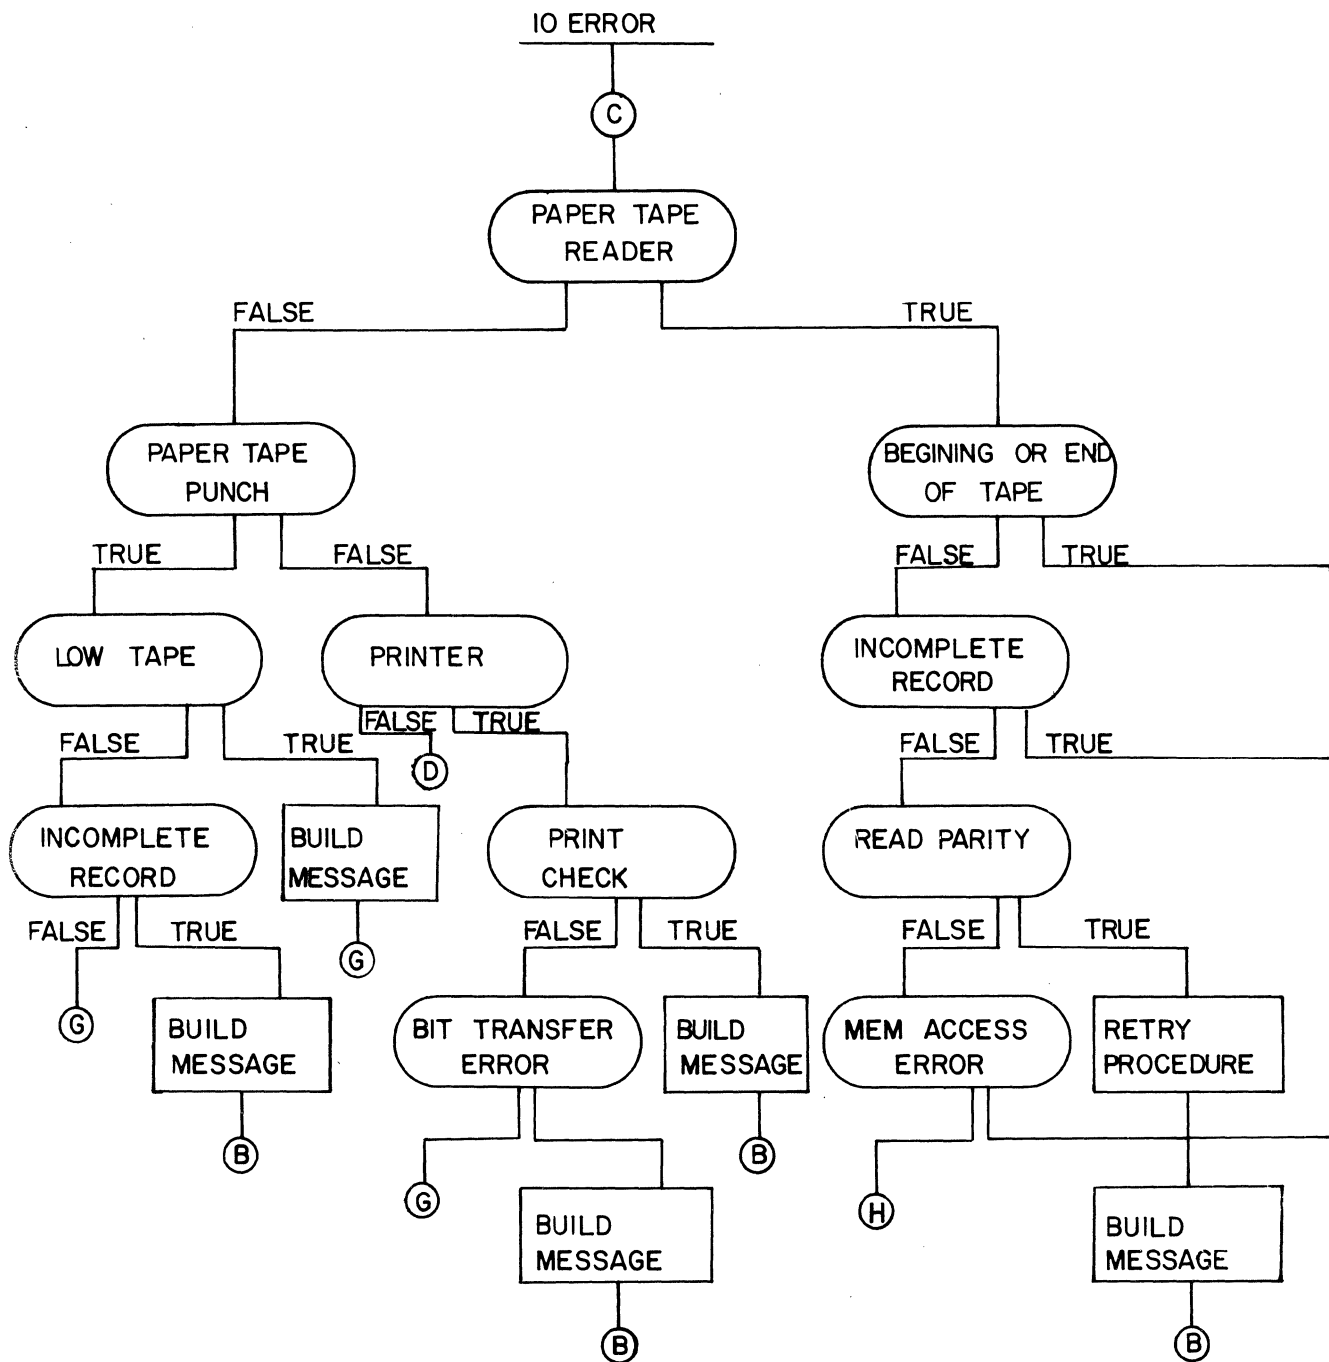 IO ERROR
C
PAPER TAPE
READER
FALSE
TRUE
PAPER TAPE
PUNCH
BEGINING OR END
OF TAPE
TRUE
FALSE
FALSE
TRUE
LOW TAPE
PRINTER
INCOMPLETE
RECORD
FALSE
TRUE
FALSE
TRUE
FALSE
TRUE
D
INCOMPLETE
RECORD
BUILD
MESSAGE
PRINT
CHECK
READ PARITY
FALSE
TRUE
G
FALSE
TRUE
FALSE
TRUE
G
BUILD
MESSAGE
BIT TRANSFER
ERROR
BUILD
MESSAGE
MEM ACCESS
ERROR
RETRY
PROCEDURE
B
G
B
H
BUILD
MESSAGE
BUILD
MESSAGE
B
B